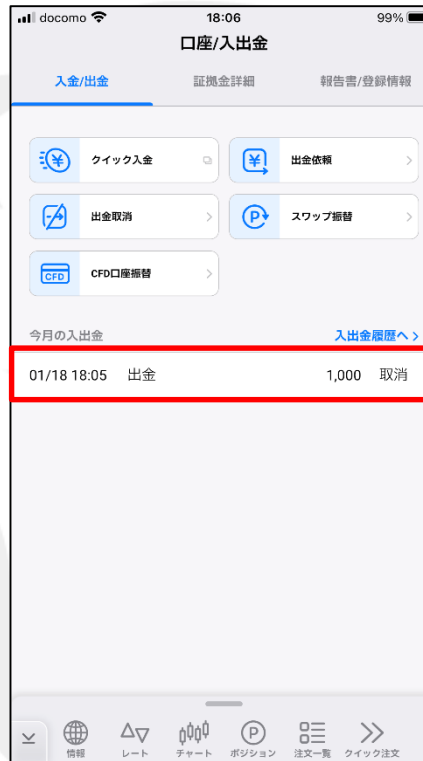 docomo 18:06 99%
口座/入出金
入金/出金 証拠金詳細 報告書/登録情報
クイック入金 出金依頼
出金取消 スワップ振替
CFD CFD口座振替
今月の入出金 入出金履歴へ
01/18 18:05 出金 1,000 取消
情報 レート チャート ポジション 注文一覧 クイック注文